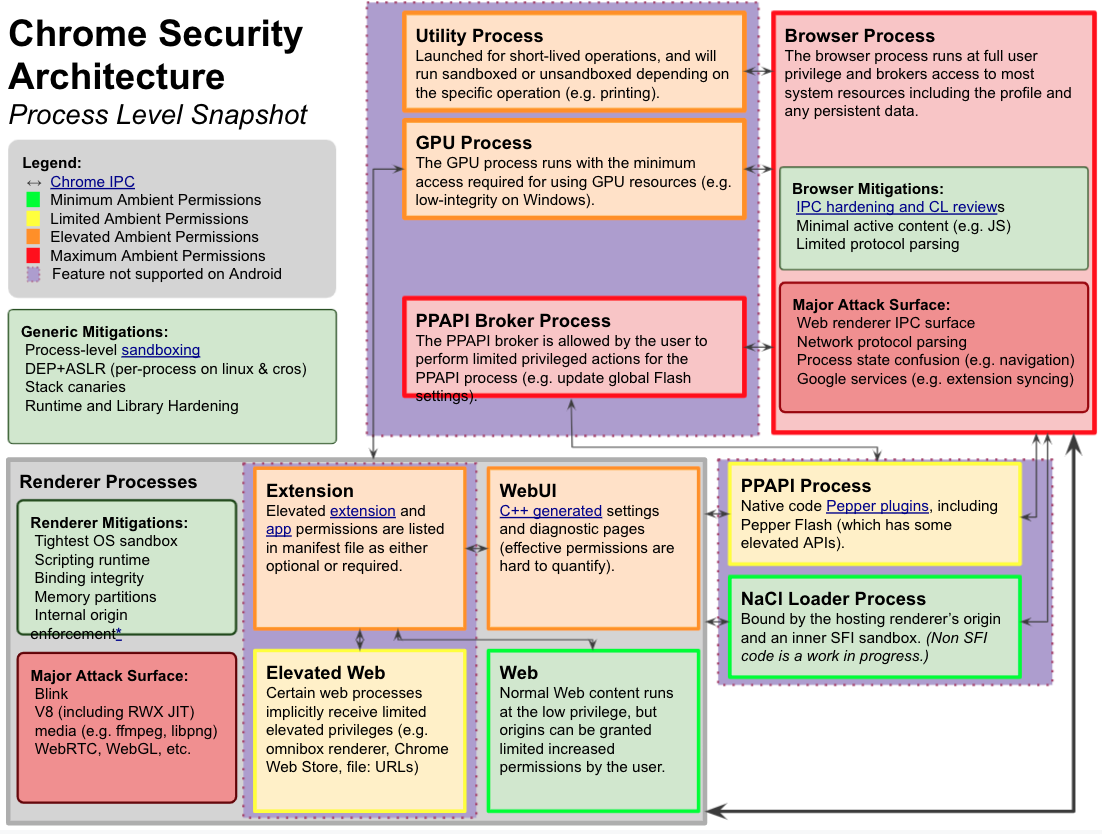 Chrome Security
Architecture
Process Level Snapshot
Legend:
↔ Chrome IPC
Minimum Ambient Permissions
Limited Ambient Permissions
Elevated Ambient Permissions
Maximum Ambient Permissions
Feature not supported on Android
Generic Mitigations:
Process-level sandboxing
DEP+ASLR (per-process on linux & cros)
Stack canaries
Runtime and Library Hardening
Utility Process
Launched for short-lived operations, and will
run sandboxed or unsandboxed depending on
the specific operation (e.g. printing).
GPU Process
The GPU process runs with the minimum
access required for using GPU resources (e.g.
low-integrity on Windows).
PPAPI Broker Process
The PPAPI broker is allowed by the user to
perform limited privileged actions for the
PPAPI process (e.g. update global Flash
settings).
Browser Process
The browser process runs at full user
privilege and brokers access to most
system resources including the profile and
any persistent data.
Browser Mitigations:
IPC hardening and CL reviews
Minimal active content (e.g. JS)
Limited protocol parsing
Major Attack Surface:
Web renderer IPC surface
Network protocol parsing
Process state confusion (e.g. navigation)
Google services (e.g. extension syncing)
Renderer Processes
Renderer Mitigations:
Tightest OS sandbox
Scripting runtime
Binding integrity
Memory partitions
Internal origin
enforcement*
Major Attack Surface:
Blink
V8 (including RWX JIT)
media (e.g. ffmpeg, libpng)
WebRTC, WebGL, etc.
Extension
Elevated extension and
app permissions are listed
in manifest file as either
optional or required.
WebUI
C++ generated settings
and diagnostic pages
(effective permissions are
hard to quantify).
Elevated Web
Certain web processes
implicitly receive limited
elevated privileges (e.g.
omnibox renderer, Chrome
Web Store, file: URLs)
Web
Normal Web content runs
at the low privilege, but
origins can be granted
limited increased
permissions by the user.
PPAPI Process
Native code Pepper plugins, including
Pepper Flash (which has some
elevated APIs).
NaCl Loader Process
Bound by the hosting renderer's origin
and an inner SFI sandbox. (Non SFI
code is a work in progress.)